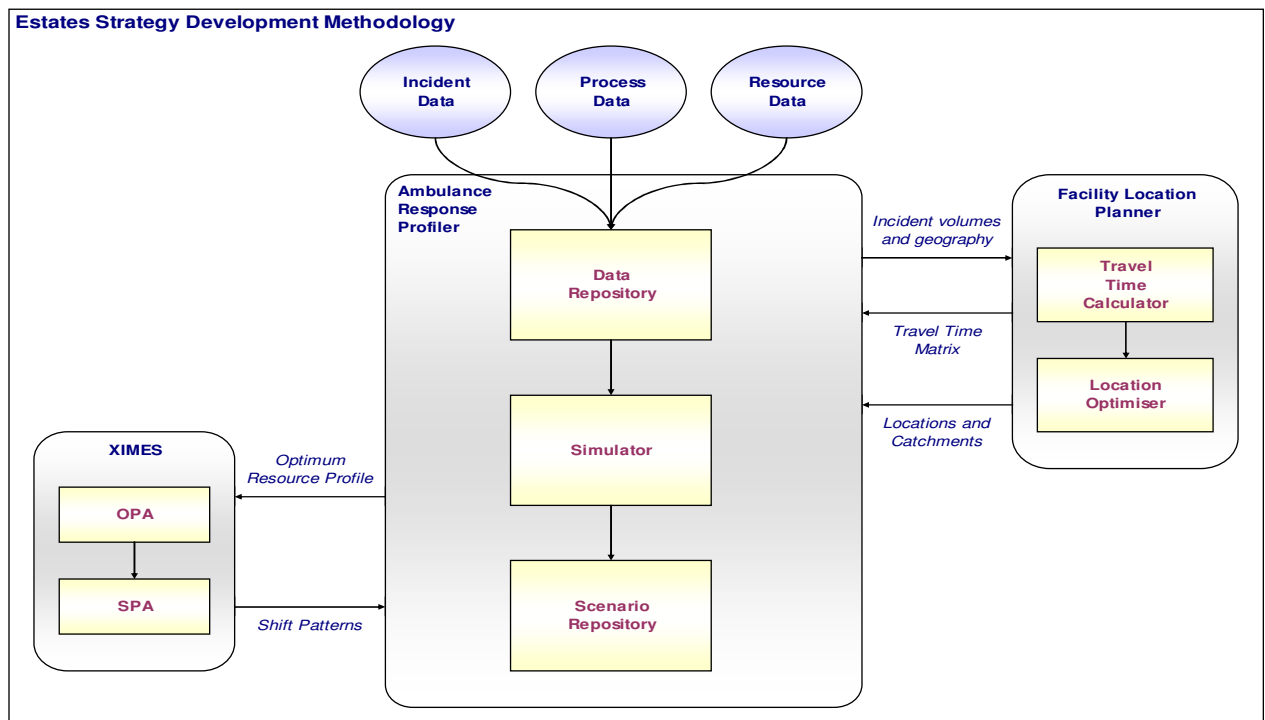 Estates Strategy Development Methodology
Incident
Data
Process
Data
Resource
Data
Ambulance
Response
Profiler
Data
Repository
Simulator
Scenario
Repository
Incident volumes
and geography
Travel Time
Matrix
Locations and
Catchments
Facility Location
Planner
Travel
Time
Calculator
Location
Optimiser
XIMES
OPA
SPA
Optimum
Resource Profile
Shift Patterns